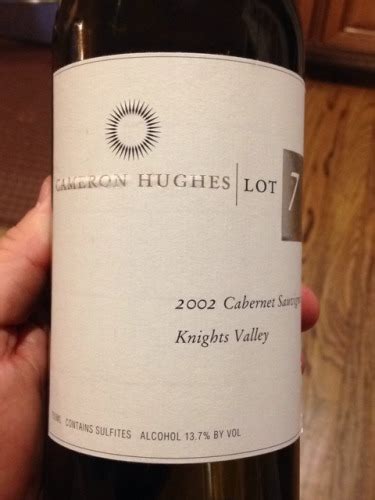 CAMERON HUGHES LOT 7
2002 Cabernet
Knights Valley
CONTAINS SULFITES ALCOHOL 13.7% BY VOL